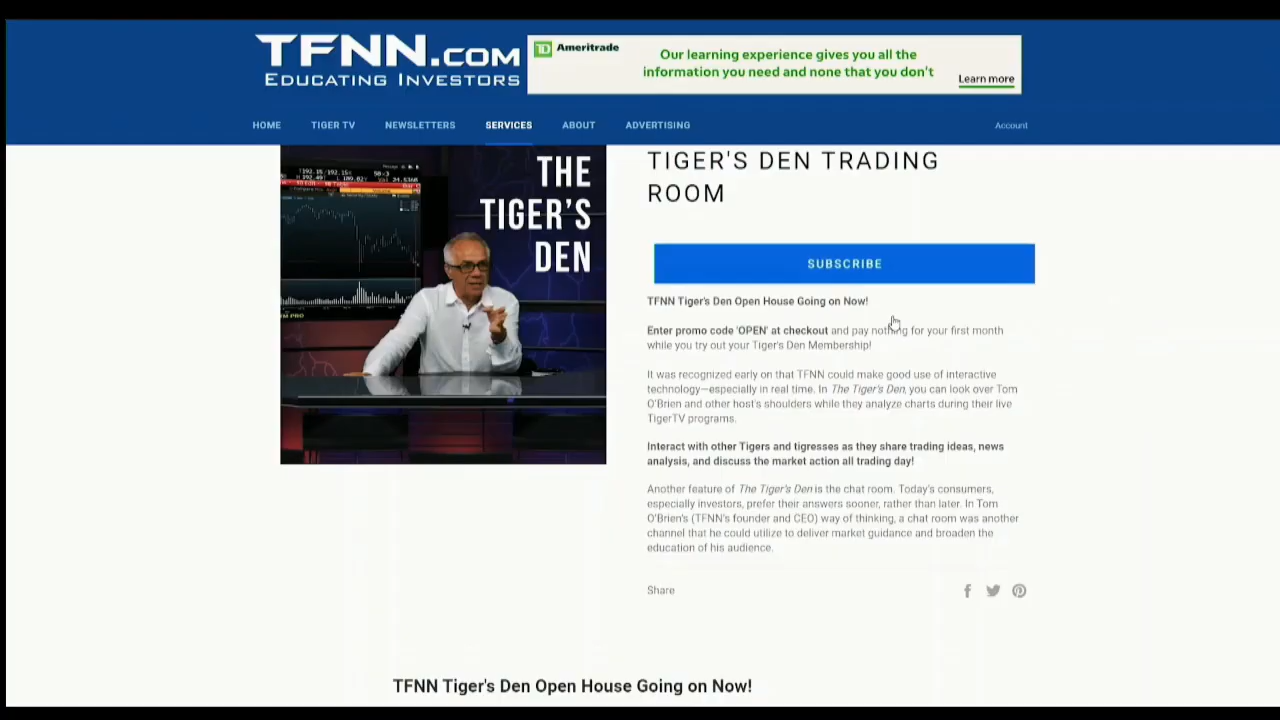 TFNN.COM
EDUCATING INVESTORS
TD Ameritrade
Our learning experience gives you all the
information you need and none that you don't
Learn more
HOME
TIGER TV
NEWSLETTERS
SERVICES
ABOUT
ADVERTISING
Account
THE
TIGER'S
DEN
TIGER'S DEN TRADING
ROOM
SUBSCRIBE
TFNN Tiger's Den Open House Going on Now!
Enter promo code 'OPEN' at checkout and pay nothing for your first month
while you try out your Tiger's Den Membership!
It was recognized early on that TFNN could make good use of interactive
technology—especially in real time. In The Tiger's Den, you can look over Tom
O'Brien and other host's shoulders while they analyze charts during their live
TigerTV programs.
Interact with other Tigers and tigresses as they share trading ideas, news
analysis, and discuss the market action all trading day!
Another feature of The Tiger's Den is the chat room. Today's consumers,
especially investors, prefer their answers sooner, rather than later. In Tom
O'Brien's (TFNN's founder and CEO) way of thinking, a chat room was another
channel that he could utilize to deliver market guidance and broaden the
education of his audience.
Share
TFNN Tiger's Den Open House Going on Now!